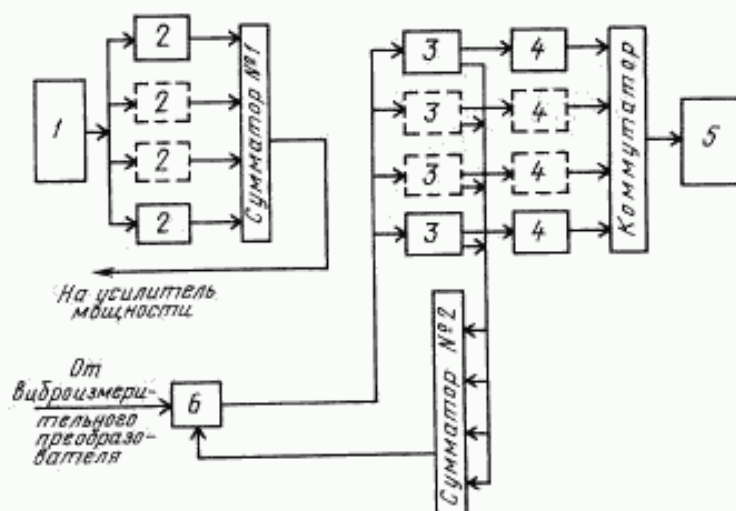 1
2
2
2
2
Сумматор №1
На усилитель
мощности
3
3
3
3
4
4
4
4
Коммутатор
5
От
виброизмери-
тельного
преобразо-
вателя
6
Сумматор №2